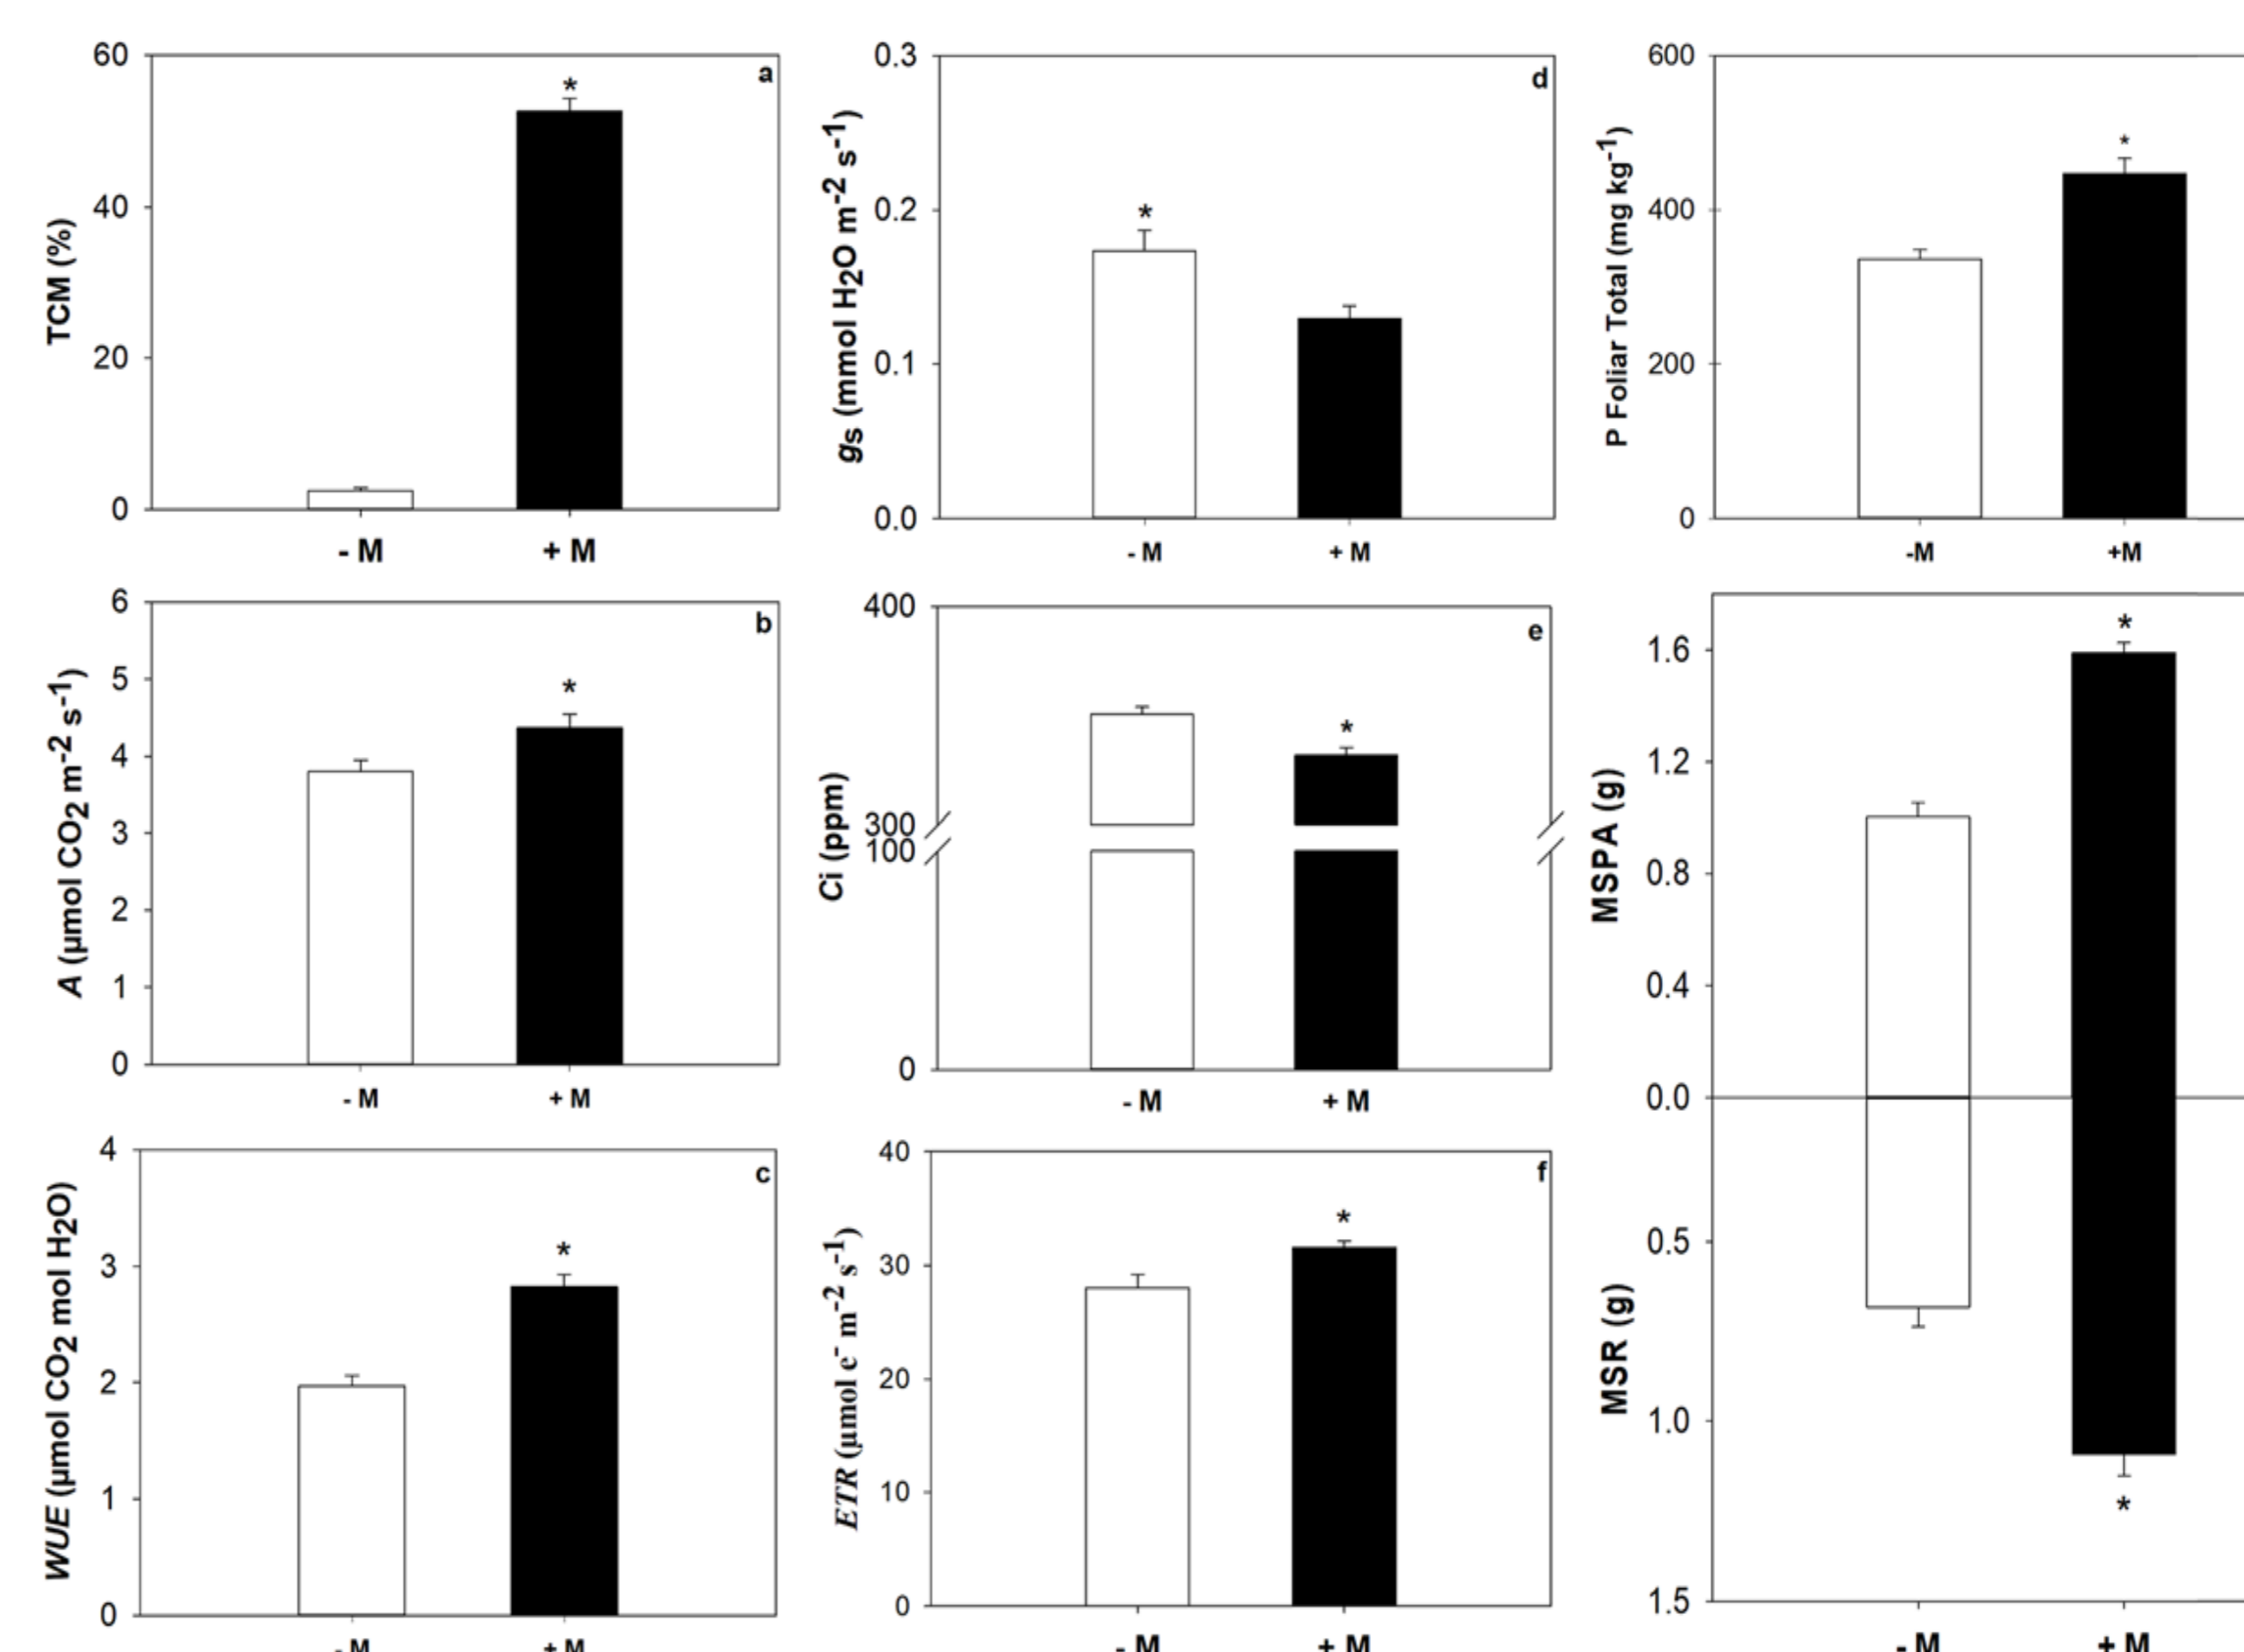 60
40
20
0
TCM (%)
a
*
- M + M
0.3
0.2
0.1
0.0
gs (mmol H2O m-2 s-1)
d
*
- M + M
600
400
200
0
P Foliar Total (mg kg-1)
*
-M +M
6
5
4
3
2
1
0
A (µmol CO2 m-2 s-1)
b
*
- M + M
400
300
100
0
Ci (ppm)
e
*
- M + M
1.6
1.2
0.8
0.4
0.0
0.5
1.0
1.5
MSPA (g)
MSR (g)
*
*
- M + M
4
3
2
1
0
WUE (µmol CO2 mol H2O)
c
*
- M + M
40
30
20
10
0
ETR (µmol e- m-2 s-1)
f
*
- M + M